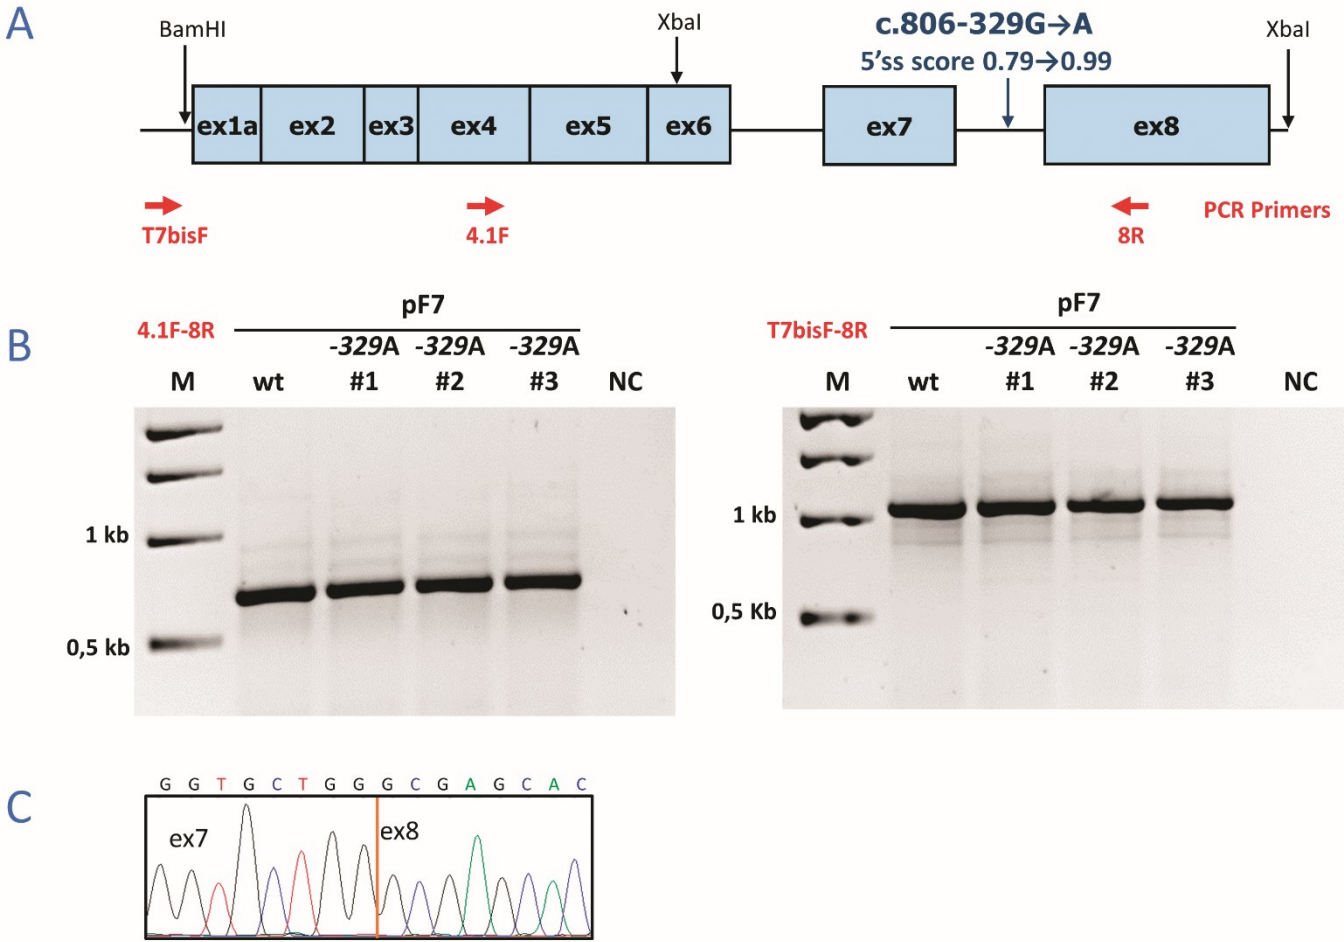 A
BamHI
XbaI
c.806-329G→A
5'ss score 0.79→0.99
XbaI
ex1a ex2 ex3 ex4 ex5 ex6 ex7 ex8
T7bisF 4.1F 8R PCR Primers
B
4.1F-8R
pF7
-329A -329A -329A
M wt #1 #2 #3 NC
1 kb
0,5 kb
T7bisF-8R
pF7
-329A -329A -329A
M wt #1 #2 #3 NC
1 kb
0,5 Kb
C
G G T G C T G G G C G A G C A C
ex7 ex8